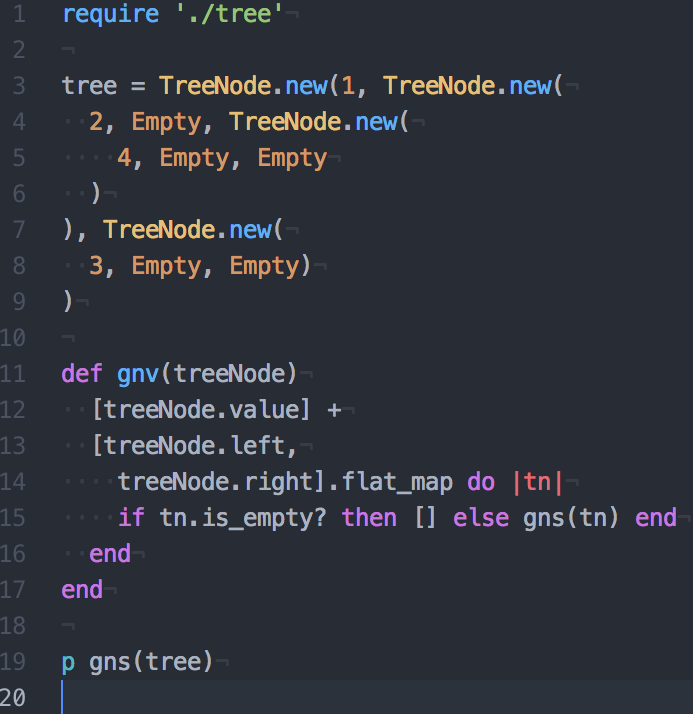 1 require './tree'¬
2 ¬
3 tree = TreeNode.new(1, TreeNode.new(¬
4 ··2, Empty, TreeNode.new(¬
5 ····4, Empty, Empty¬
6 ··)¬
7 ), TreeNode.new(¬
8 ··3, Empty, Empty)¬
9 )¬
10 ¬
11 def gnv(treeNode)¬
12 ··[treeNode.value] +¬
13 ··[treeNode.left,¬
14 ····treeNode.right].flat_map do |tn|¬
15 ····if tn.is_empty? then [] else gns(tn) end¬
16 ··end¬
17 end¬
18 ¬
19 p gns(tree)¬
20